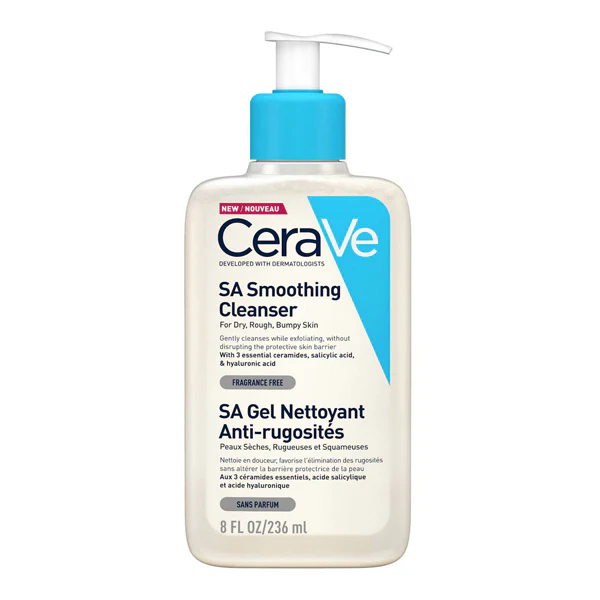 NEW / NOUVEAU
CeraVe
DEVELOPED WITH DERMATOLOGISTS
SA Smoothing
Cleanser
For Dry, Rough, Bumpy Skin
Gently cleanses while exfoliating, without
disrupting the protective skin barrier
With 3 essential ceramides, salicylic acid,
& hyaluronic acid
FRAGRANCE FREE
SA Gel Nettoyant
Anti-rugosités
Peaux Sèches, Rugueuses et Squameuses
Nettoie en douceur, favorise l'élimination des rugosités
sans altérer la barrière protectrice de la peau
Aux 3 céramides essentiels, acide salicylique
et acide hyaluronique
SANS PARFUM
8 FL OZ/236 ml